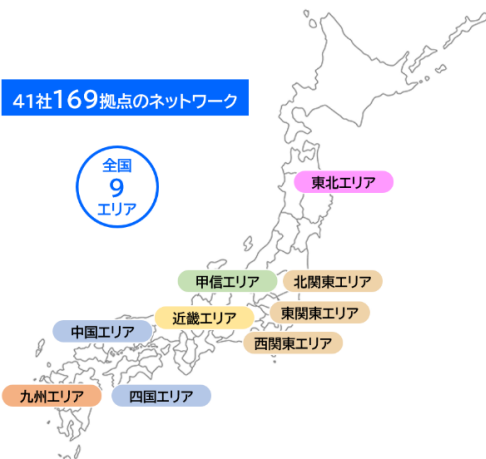 41社169拠点のネットワーク
全国
9
エリア
東北エリア
甲信エリア
北関東エリア
東関東エリア
近畿エリア
中国エリア
西関東エリア
九州エリア
四国エリア